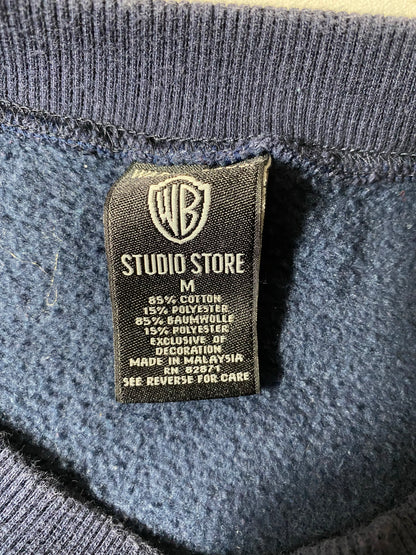 WB
STUDIO STORE
M
85% COTTON
15% POLYESTER
85% BAUMWOLLE
15% POLYESTER
EXCLUSIVE OF
DECORATION
MADE IN MALAYSIA
RN 82871
SEE REVERSE FOR CARE